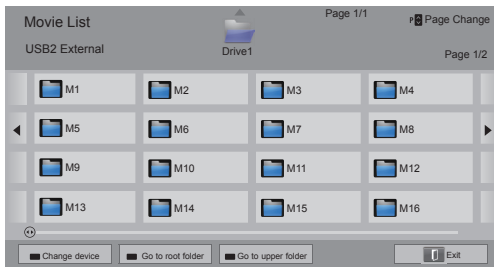 Movie List
Page 1/1
P Page Change
USB2 External
Drive1
Page 1/2
M1
M2
M3
M4
M5
M6
M7
M8
M9
M10
M11
M12
M13
M14
M15
M16
Change device
Go to root folder
Go to upper folder
Exit